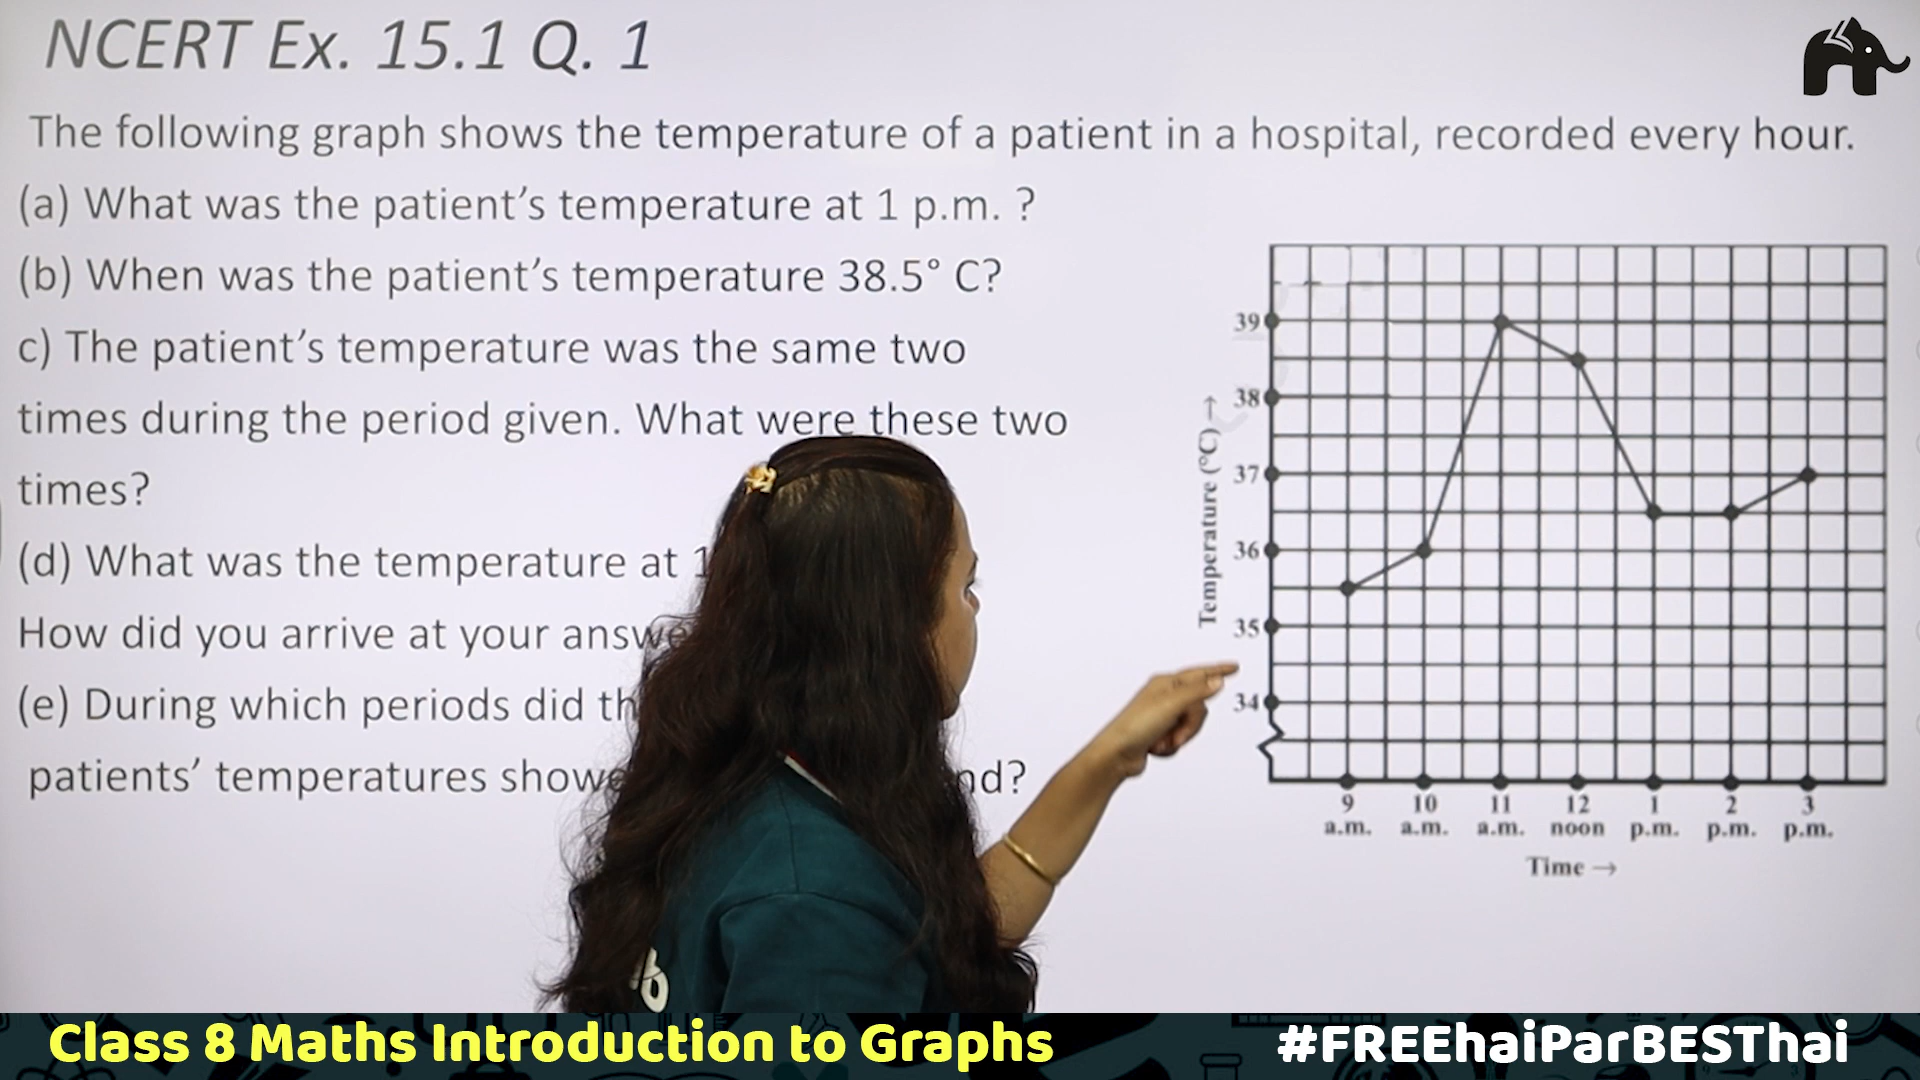 NCERT Ex. 15.1 Q. 1
The following graph shows the temperature of a patient in a hospital, recorded every hour.
(a) What was the patient’s temperature at 1 p.m. ?
(b) When was the patient’s temperature 38.5° C?
c) The patient’s temperature was the same two
times during the period given. What were these two
times?
(d) What was the temperature at 1
How did you arrive at your
(e) During which periods did
patients’ temperatures
Temperature (°C) →
39
38
37
36
35
34
9 10 11 12 1 2 3
a.m. a.m. a.m. noon p.m. p.m. p.m.
Time →
Class 8 Maths Introduction to Graphs
#FREEhaiParBESThai